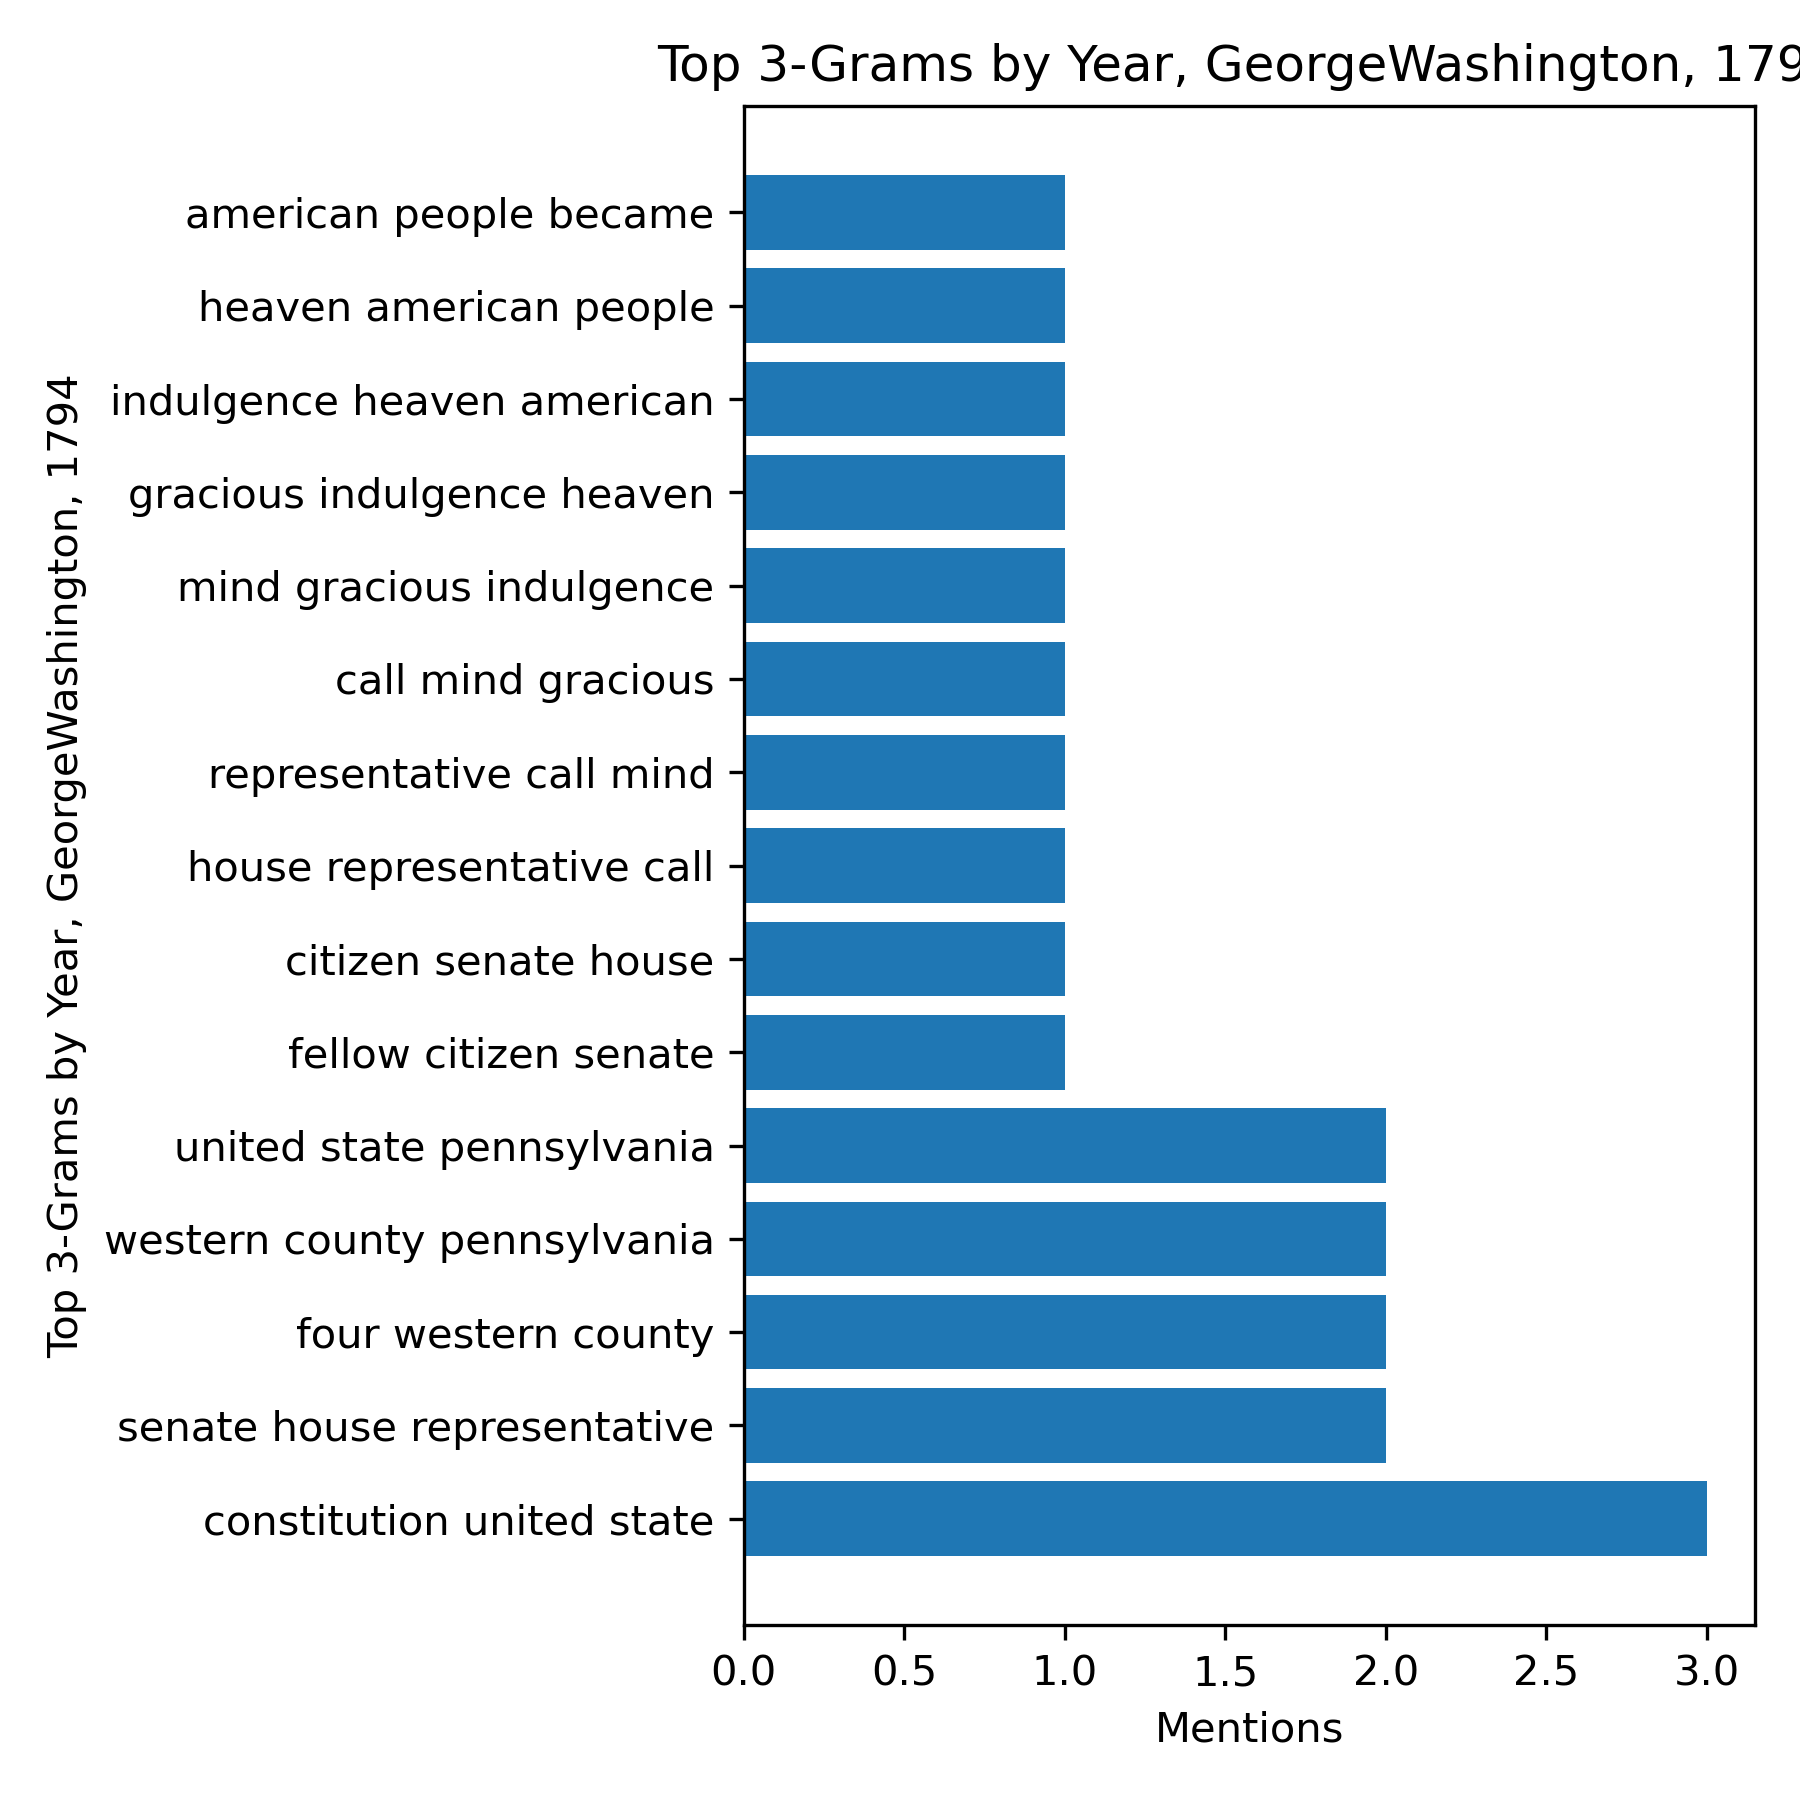 Top 3-Grams by Year, GeorgeWashington, 179
Top 3-Grams by Year, GeorgeWashington, 1794
american people became
heaven american people
indulgence heaven american
gracious indulgence heaven
mind gracious indulgence
call mind gracious
representative call mind
house representative call
citizen senate house
fellow citizen senate
united state pennsylvania
western county pennsylvania
four western county
senate house representative
constitution united state
0.0 0.5 1.0 1.5 2.0 2.5 3.0
Mentions